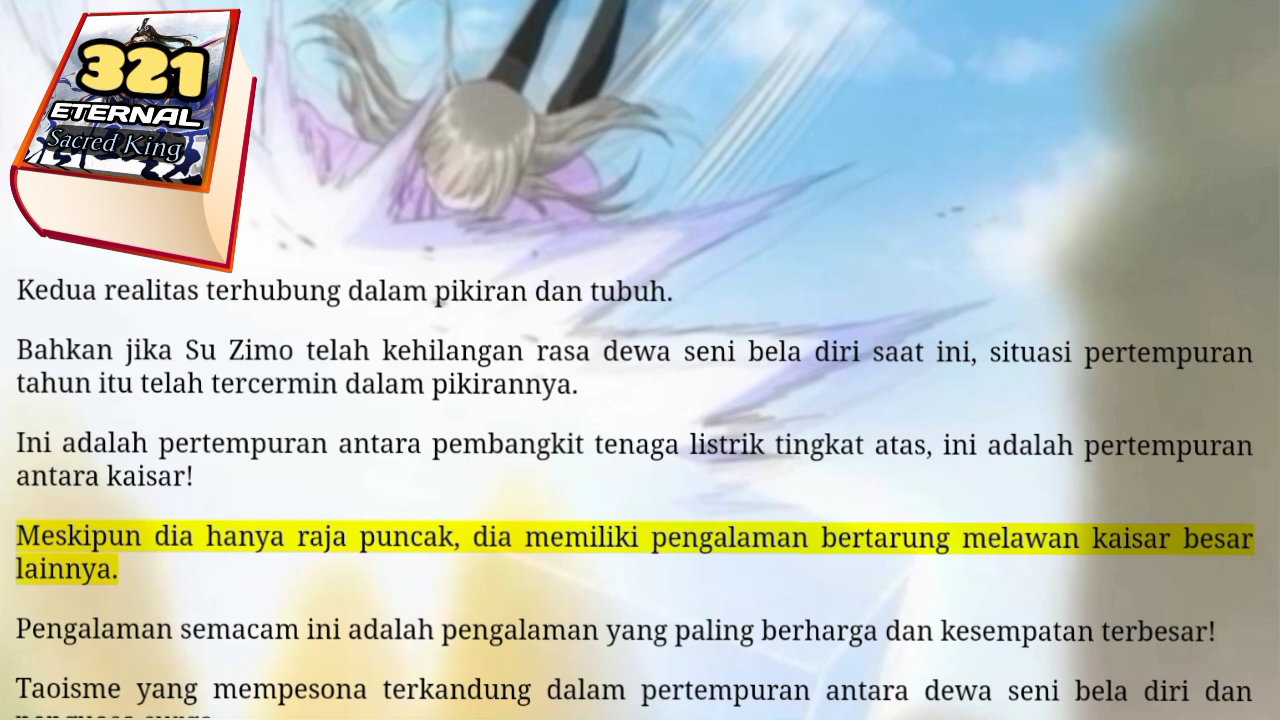 321
ETERNAL
Sacred King
Kedua realitas terhubung dalam pikiran dan tubuh.
Bahkan jika Su Zimo telah kehilangan rasa dewa seni bela diri saat ini, situasi pertempuran
tahun itu telah tercermin dalam pikirannya.
Ini adalah pertempuran antara pembangkit tenaga listrik tingkat atas, ini adalah pertempuran
antara kaisar!
Meskipun dia hanya raja puncak, dia memiliki pengalaman bertarung melawan kaisar besar
lainnya.
Pengalaman semacam ini adalah pengalaman yang paling berharga dan kesempatan terbesar!
Taoisme yang mempesona terkandung dalam pertempuran antara dewa seni bela diri dan